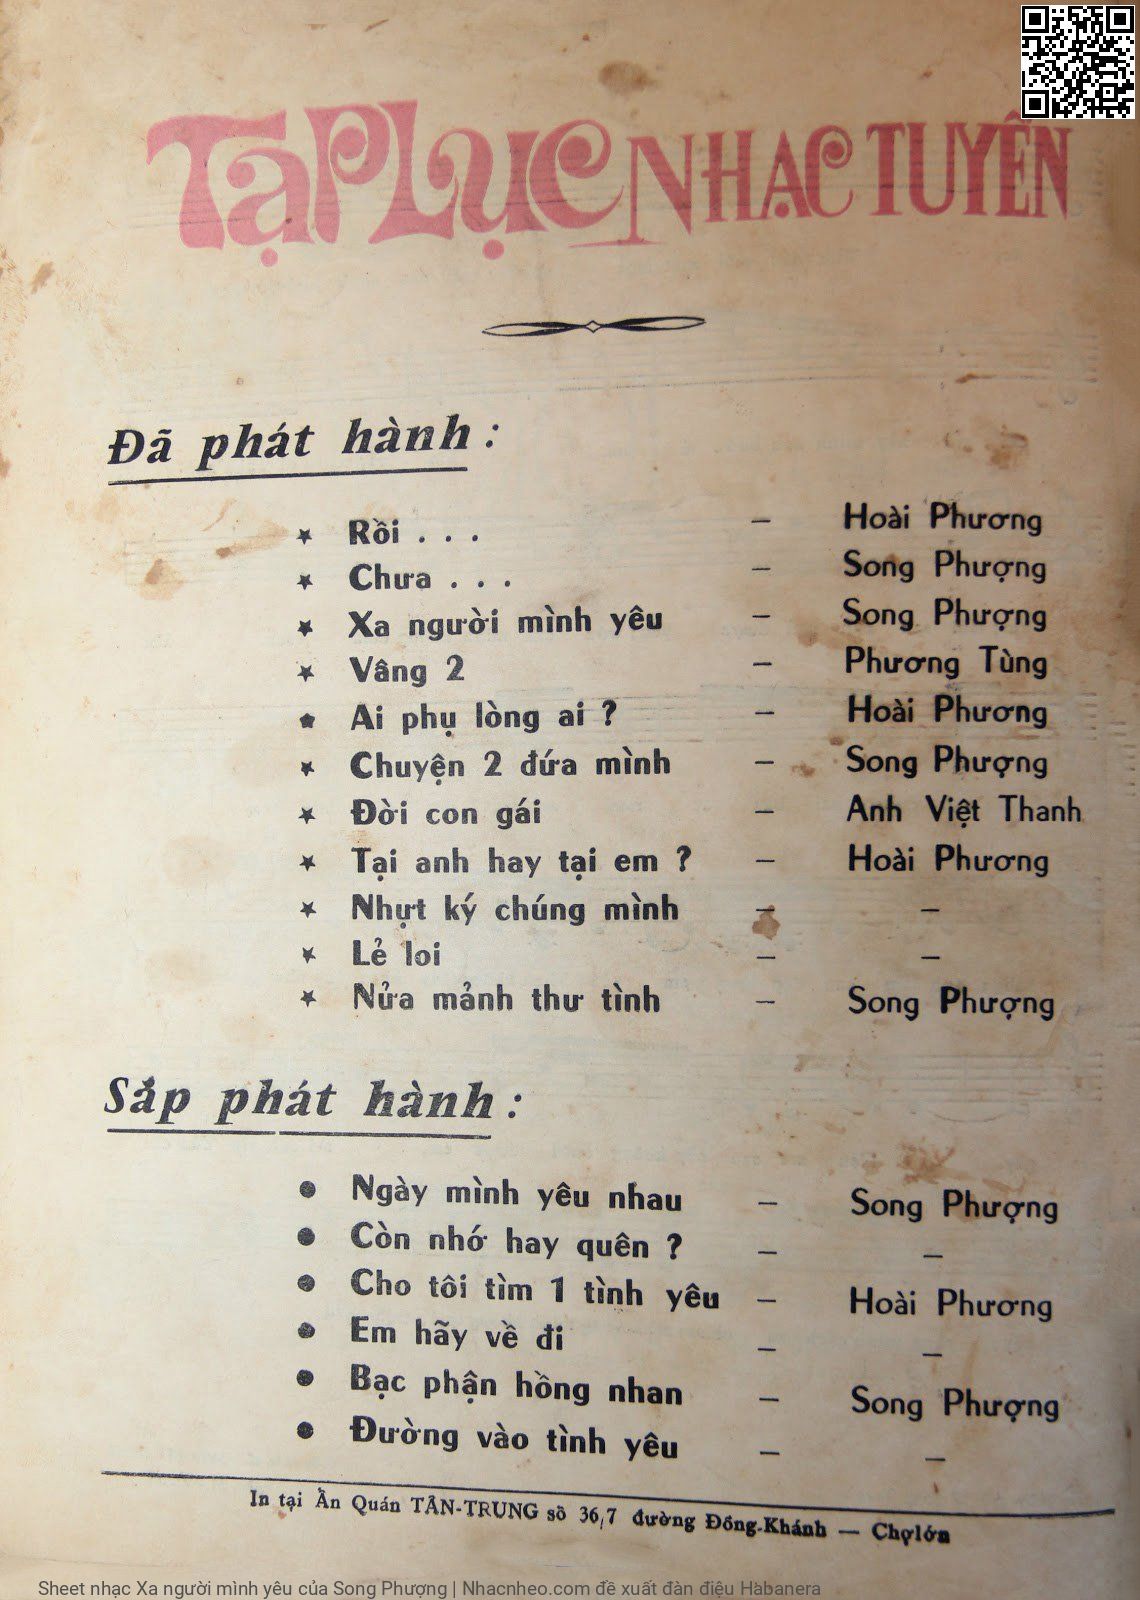 TẠP LỤC NHẠC TUYỂN
Đã phát hành :
★ Rồi . . . – Hoài Phương
★ Chưa . . . – Song Phượng
★ Xa người mình yêu – Song Phượng
★ Vâng 2 – Phương Tùng
★ Ai phụ lòng ai ? – Hoài Phương
★ Chuyện 2 đứa mình – Song Phượng
★ Đời con gái – Anh Việt Thanh
★ Tại anh hay tại em ? – Hoài Phương
★ Nhựt ký chúng mình – –
★ Lẻ loi – –
★ Nửa mảnh thư tình – Song Phượng
Sắp phát hành :
● Ngày mình yêu nhau – Song Phượng
● Còn nhớ hay quên ? – –
● Cho tôi tìm 1 tình yêu – Hoài Phương
● Em hãy về đi – –
● Bạc phận hồng nhan – Song Phượng
● Đường vào tình yêu – –
In tại Ấn Quán TÂN-TRUNG số 36/7 đường Đồng-Khánh — Chợlớn
Sheet nhạc Xa người mình yêu của Song Phượng | Nhacnheo.com đề xuất đàn điệu Habanera